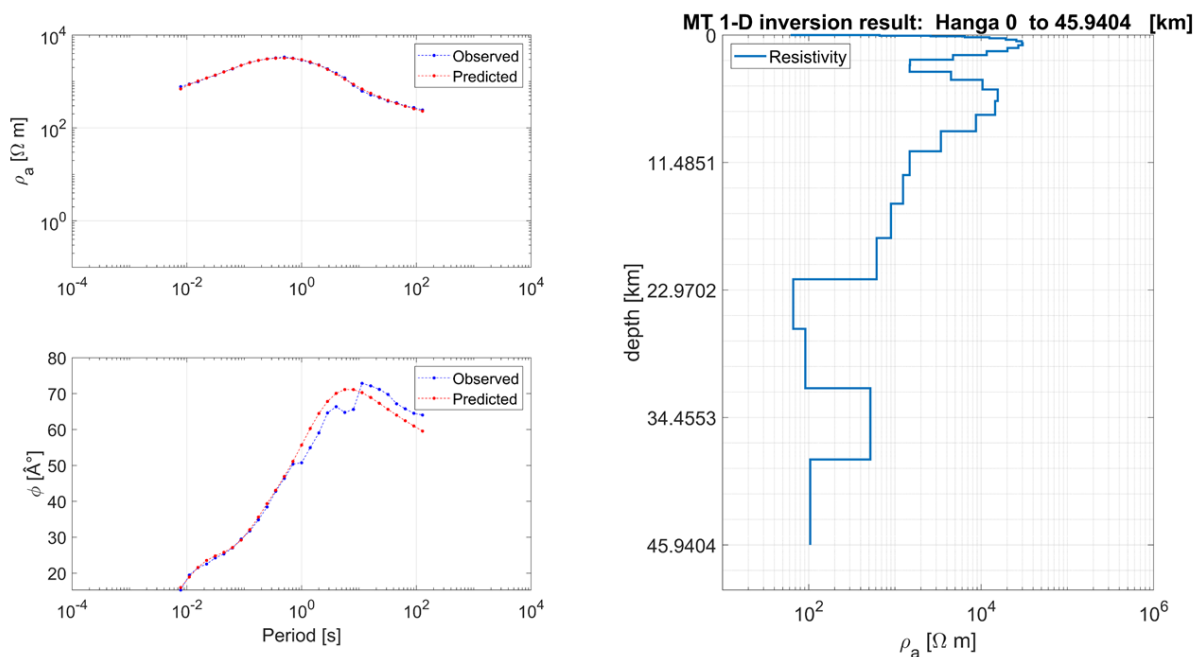 10^4
10^2
10^0
ρ_a [Ω m]
Observed
Predicted
10^-4
10^-2
10^0
10^2
10^4
80
70
60
50
40
30
20
ϕ [Â°]
Observed
Predicted
10^-4
10^-2
10^0
10^2
10^4
Period [s]
MT 1-D inversion result: Hanga 0 to 45.9404 [km]
Resistivity
0
11.4851
22.9702
34.4553
45.9404
depth [km]
10^2
10^4
10^6
ρ_a [Ω m]